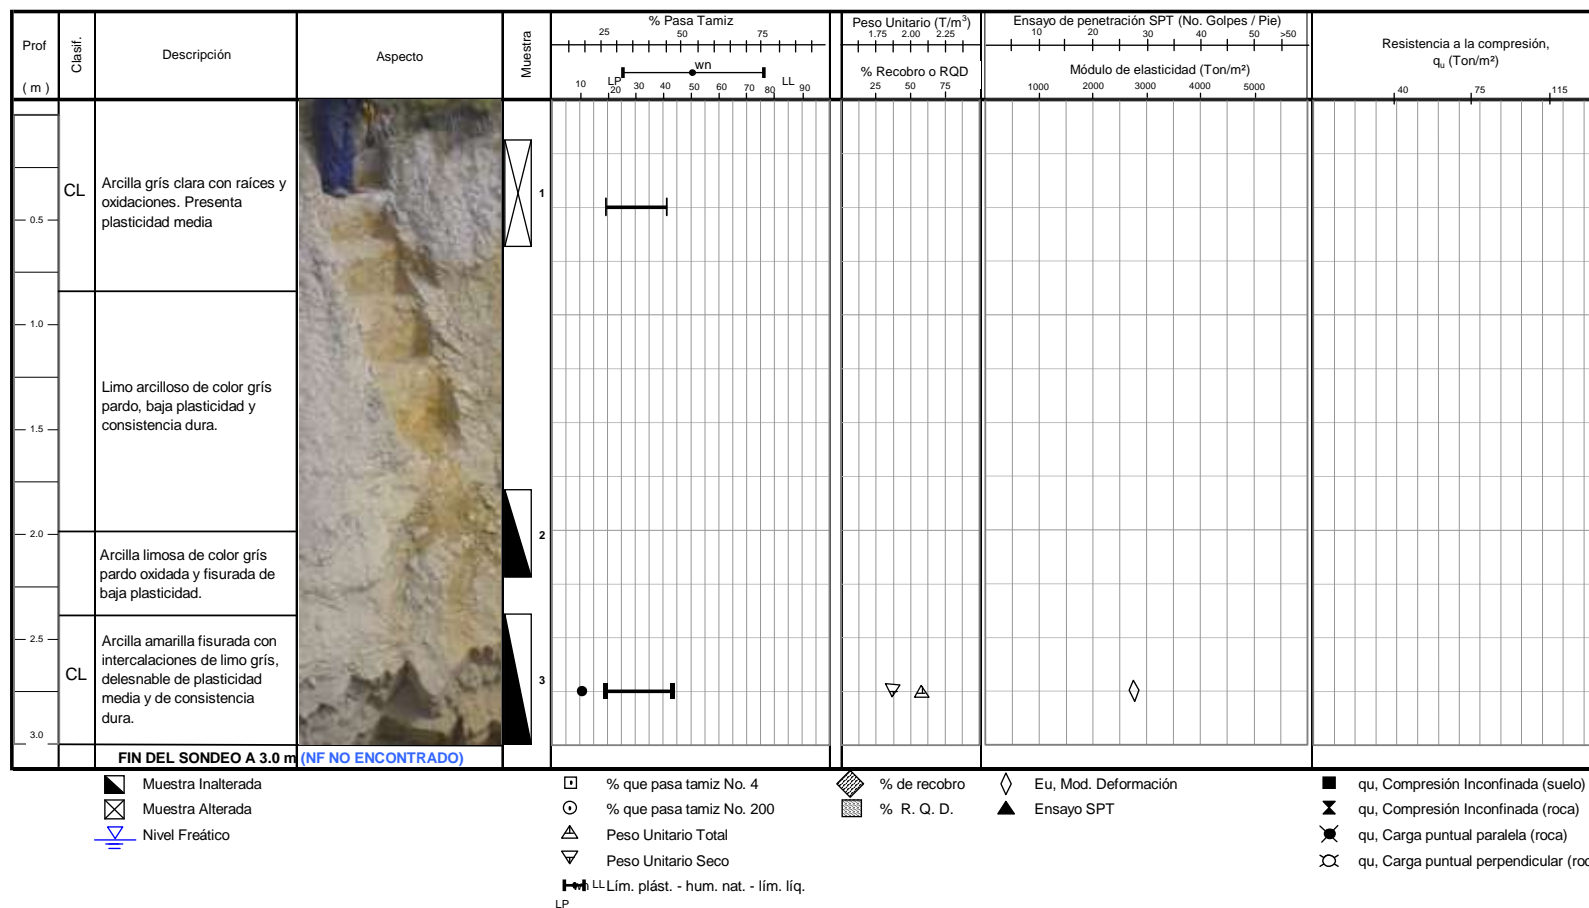 Prof
( m )
Clasif.
Descripción
Aspecto
Muestra
% Pasa Tamiz
25 50 75
wn
LP LL
10 20 30 40 50 60 70 80 90
Peso Unitario (T/m³)
1.75 2.00 2.25
% Recobro o RQD
25 50 75
Ensayo de penetración SPT (No. Golpes / Pie)
10 20 30 40 50 >50
Módulo de elasticidad (Ton/m²)
1000 2000 3000 4000 5000
Resistencia a la compresión,
qu (Ton/m²)
40 75 115
CL
Arcilla grís clara con raíces y
oxidaciones. Presenta
plasticidad media
1
0.5
1.0
Limo arcilloso de color grís
pardo, baja plasticidad y
consistencia dura.
1.5
2.0
2
Arcilla limosa de color grís
pardo oxidada y fisurada de
baja plasticidad.
2.5
CL
Arcilla amarilla fisurada con
intercalaciones de limo grís,
delesnable de plasticidad
media y de consistencia
dura.
3
3.0
FIN DEL SONDEO A 3.0 m (NF NO ENCONTRADO)
Muestra Inalterada
Muestra Alterada
Nivel Freático
% que pasa tamiz No. 4
% que pasa tamiz No. 200
Peso Unitario Total
Peso Unitario Seco
wn LL Lím. plást. - hum. nat. - lím. líq.
LP
% de recobro
% R. Q. D.
Eu, Mod. Deformación
Ensayo SPT
qu, Compresión Inconfinada (suelo)
qu, Compresión Inconfinada (roca)
qu, Carga puntual paralela (roca)
qu, Carga puntual perpendicular (roc